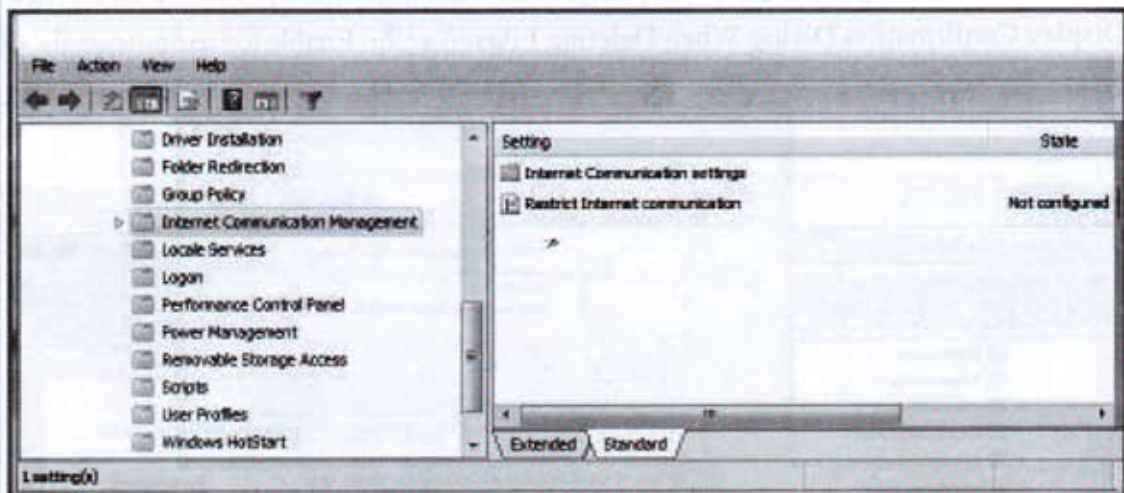 File Action View Help
Driver Installation
Folder Redirection
Group Policy
Internet Communication Management
Locale Services
Logon
Performance Control Panel
Power Management
Removable Storage Access
Scripts
User Profiles
Windows HotStart
Setting State
Internet Communication settings
Restrict Internet communication Not configured
Extended Standard
1 setting(s)